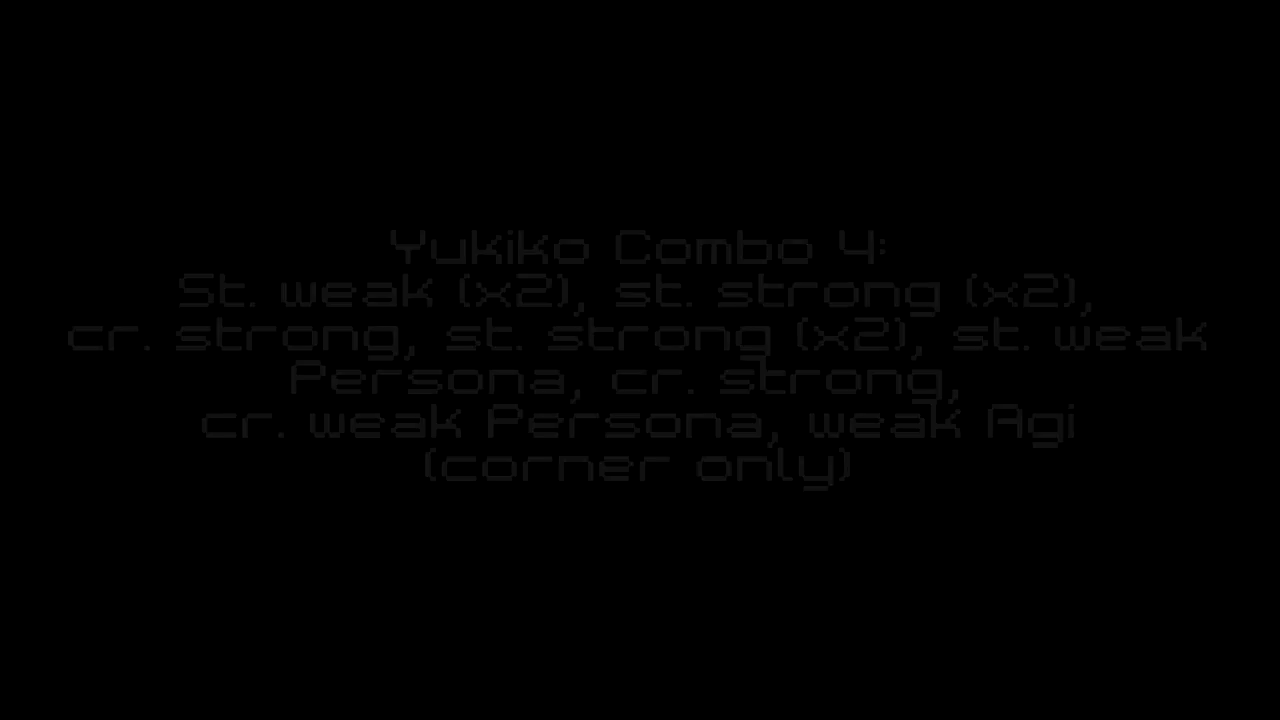 Yukiko Combo 4:
St. weak (x2), st. strong (x2),
cr. strong, st. strong (x2), st. weak
Persona, cr. strong,
cr. weak Persona, weak Agi
(corner only)